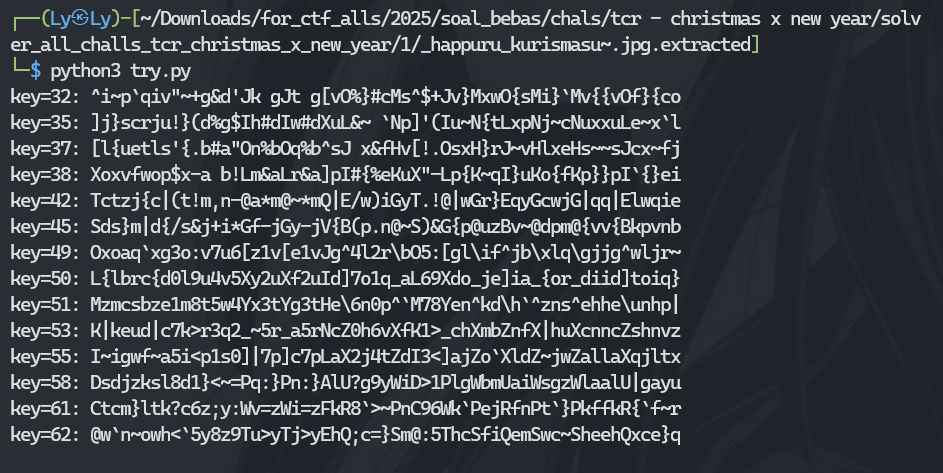 ┌──(Ly㉿Ly)-[~/Downloads/for_ctf_alls/2025/soal_bebas/chals/tcr - christmas x new year/solv
er_all_challs_tcr_christmas_x_new_year/1/_happuru_kurismasu~.jpg.extracted]
└─$ python3 try.py
key=32: ^i~p`qiv"~+g&d'Jk gJt g[vO%}#cMs^$+Jv}MxwO{sMi}`Mv{{vOf}{co
key=35: ]j}scrju!}(d%g$Ih#dIw#dXuL&~ `Np]'(Iu~N{tLxpNj~cNuxxuLe~x`l
key=37: [l{uetls'{.b#a"On%bOq%b^sJ x&fHv[!.OsxH}rJ~vHlxeHs~~sJcx~fj
key=38: Xoxvfwop$x-a b!Lm&aLr&a]pI#{%eKuX"-Lp{K~qI}uKo{fKp}}pI`{}ei
key=42: Tctzj{c|(t!m,n-@a*m@~*mQ|E/w)iGyT.!@|wGr}EqyGcwjG|qq|Elwqie
key=45: Sds}m|d{/s&j+i*Gf-jGy-jV{B(p.n@~S)&G{p@uzBv~@dpm@{vv{Bkpvnb
key=49: Oxoaq`xg3o:v7u6[z1v[e1vJg^4l2r\bO5:[gl\if^jb\xlq\gjjg^wljr~
key=50: L{lbrc{d0l9u4v5Xy2uXf2uId]7o1q_aL69Xdo_je]ia_{or_diid]toiq}
key=51: Mzmcsbze1m8t5w4Yx3tYg3tHe\6n0p^`M78Yen^kd\h`^zns^ehhe\unhp|
key=53: K|keud|c7k>r3q2_~5r_a5rNcZ0h6vXfK1>_chXmbZnfX|huXcnncZshnvz
key=55: I~igwf~a5i<p1s0]|7p]c7pLaX2j4tZdI3<]ajZo`XldZ~jwZallaXqjltx
key=58: Dsdjzksl8d1}<~=Pq:}Pn:}AlU?g9yWiD>1PlgWbmUaiWsgzWlaalU|gayu
key=61: Ctcm}ltk?c6z;y:Wv=zWi=zFkR8`>~PnC96Wk`PejRfnPt`}PkffkR{`f~r
key=62: @w`n~owh<`5y8z9Tu>yTj>yEhQ;c=}Sm@:5ThcSfiQemSwc~SheehQxce}q